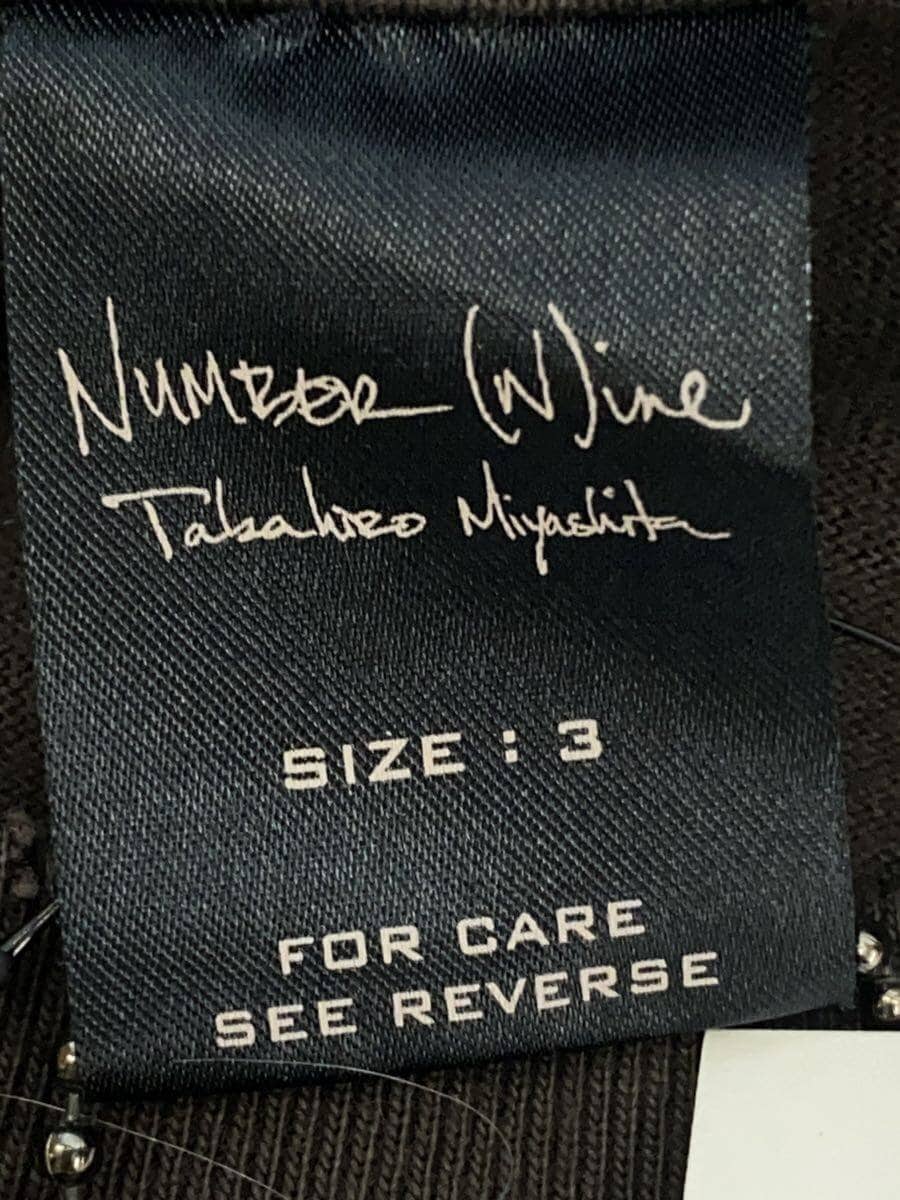 NUMBER (N)ine
Takahiro Miyashita
SIZE : 3
FOR CARE
SEE REVERSE